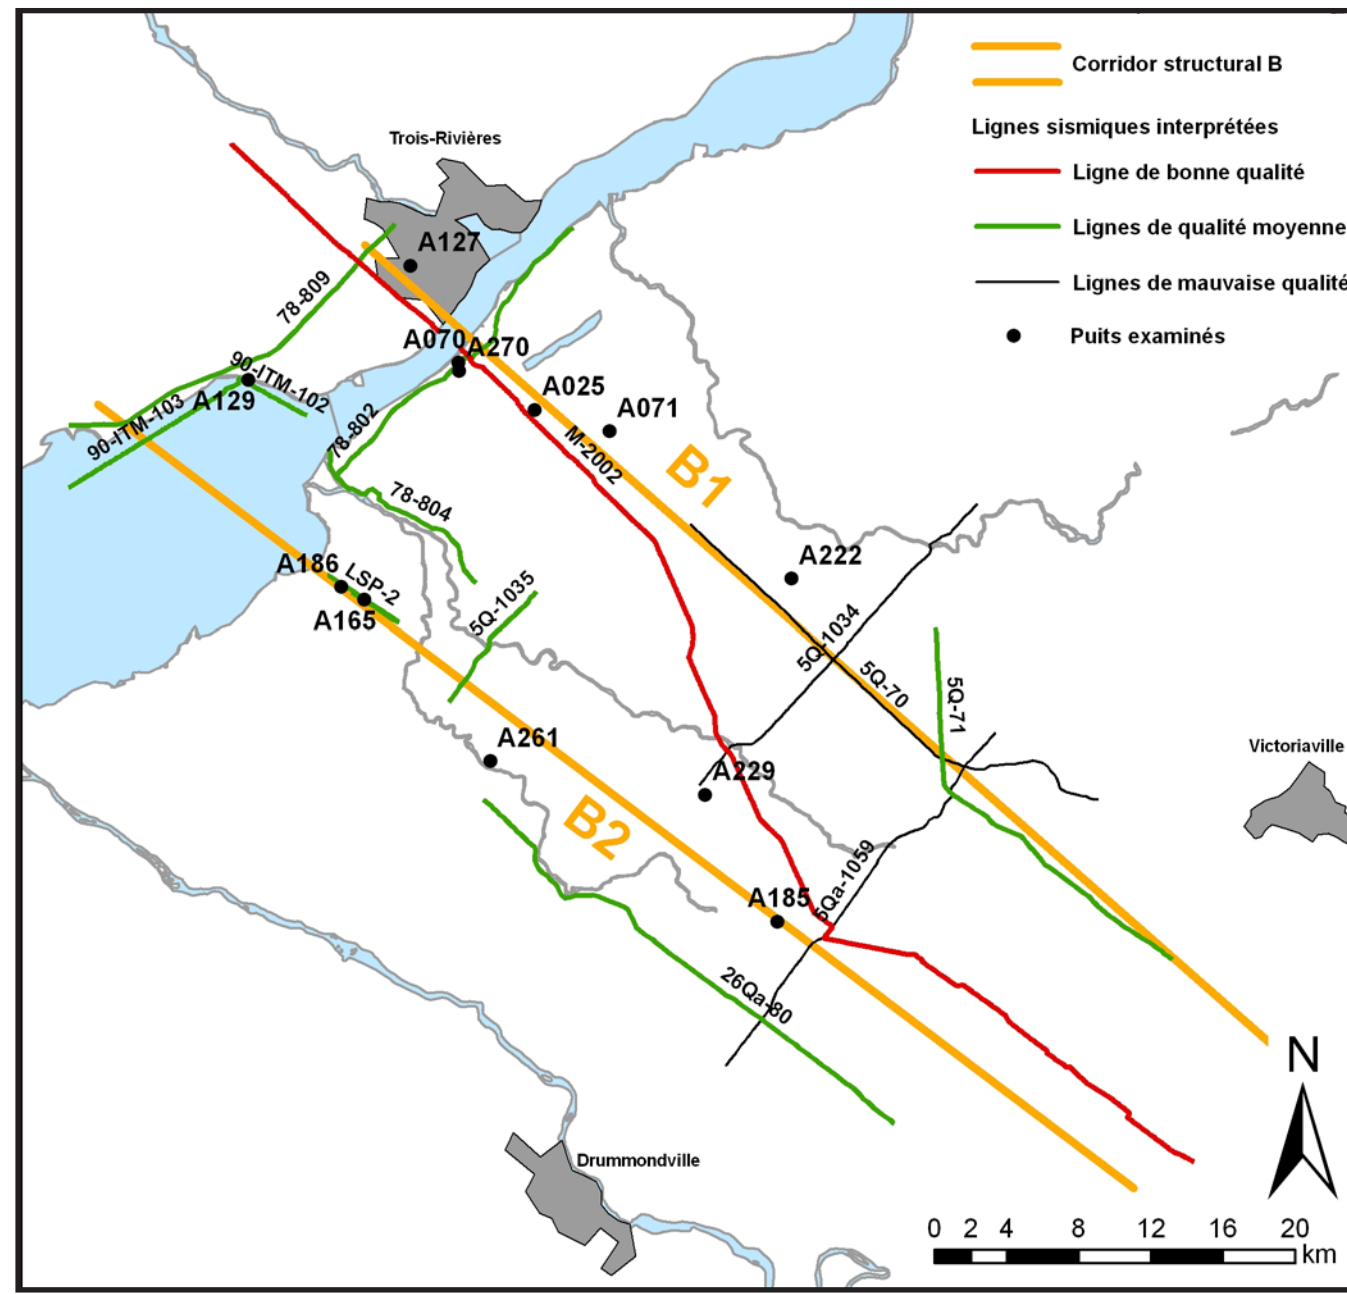 Corridor structural B
Lignes sismiques interprétées
Ligne de bonne qualité
Lignes de qualité moyenne
Lignes de mauvaise qualité
Puits examinés
Trois-Rivières
A127
78-809
A070
A270
90-ITM-102
A129
A025
A071
90-ITM-103
78-802
M-2002
B1
78-804
A186
LSP-2
A165
A222
5Q-1035
5Q-1034
5Q-70
5Q-71
A261
A229
Victoriaville
B2
5Qa-1059
A185
26Qa-80
N
Drummondville
0 2 4 8 12 16 20
km